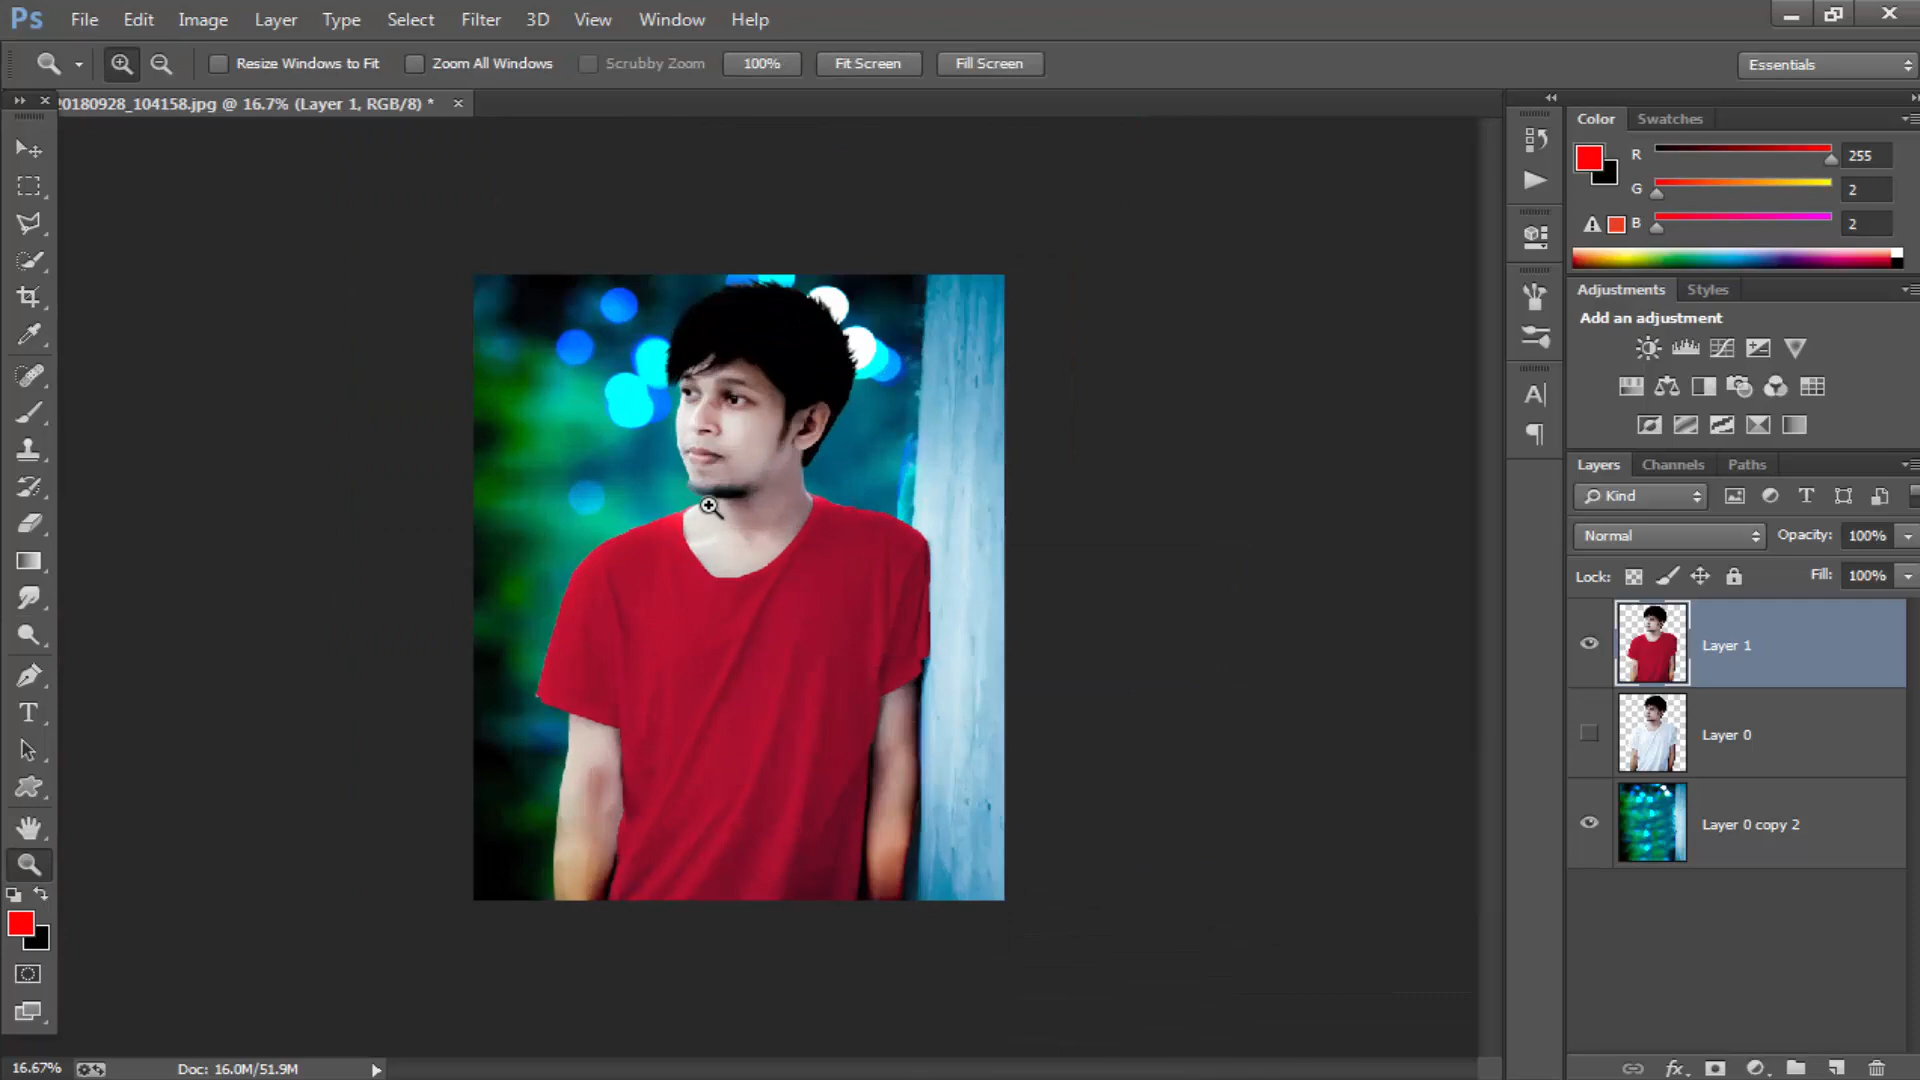 Ps File Edit Image Layer Type Select Filter 3D View Window Help
Resize Windows to Fit Zoom All Windows Scrubby Zoom 100% Fit Screen Fill Screen Essentials
20180928_104158.jpg @ 16.7% (Layer 1, RGB/8) *
Color Swatches
R 255
G 2
B 2
Adjustments Styles
Add an adjustment
Layers Channels Paths
Kind
Normal Opacity: 100%
Lock: Fill: 100%
Layer 1
Layer 0
Layer 0 copy 2
16.67% Doc: 16.0M/51.9M